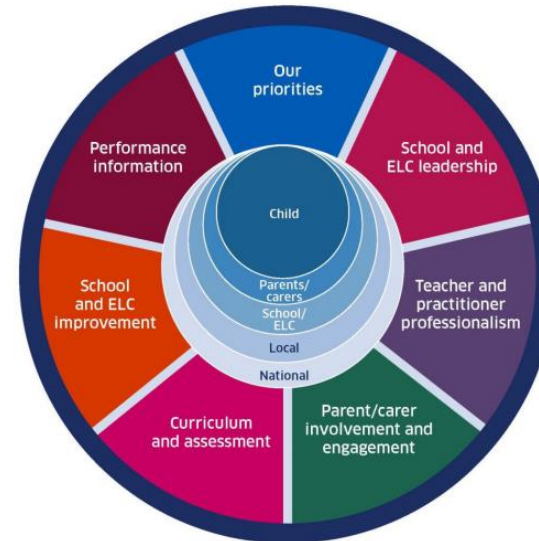 Our
priorities
School and
ELC leadership
Teacher and
practitioner
professionalism
Parent/carer
involvement and
engagement
Curriculum
and assessment
School
and ELC
improvement
Performance
information
Child
Parents/
carers
School/
ELC
Local
National